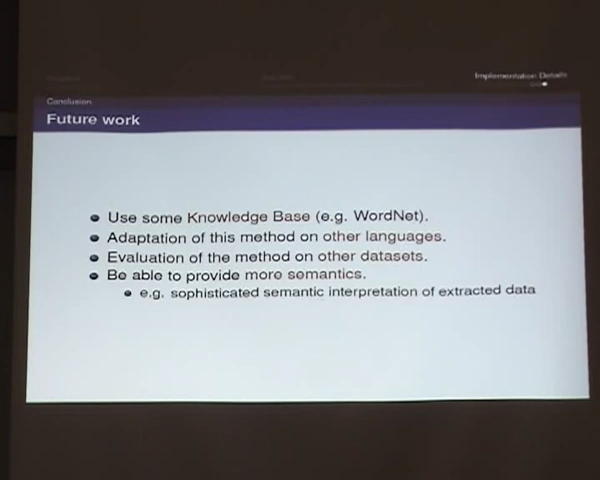 Implementation Details
Conclusion
Future work
Use some Knowledge Base (e.g. WordNet).
Adaptation of this method on other languages.
Evaluation of the method on other datasets.
Be able to provide more semantics.
e.g. sophisticated semantic interpretation of extracted data